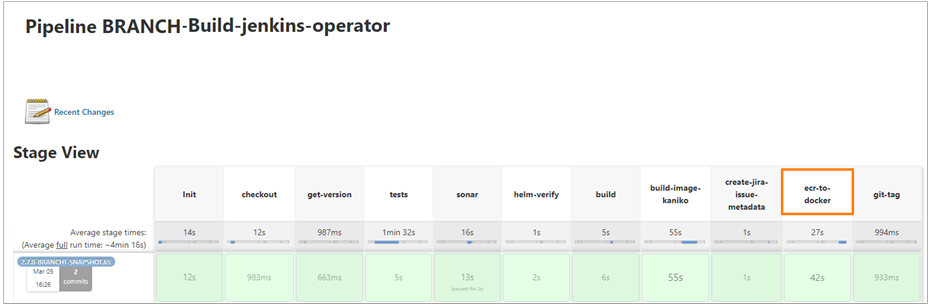 Pipeline BRANCH-Build-jenkins-operator
Recent Changes
Stage View
Init
checkout
get-version
tests
sonar
helm-verify
build
build-image-
kaniko
create-jira-
issue-
metadata
ecr-to-
docker
git-tag
Average stage times:
(Average full run time: ~4min 16s)
14s
12s
987ms
1min 32s
16s
1s
5s
55s
1s
27s
994ms
2.7.0-BRANCH1-SNAPSHOT.65
Mar 05
16:26
2
commits
12s
983ms
663ms
5s
13s
(paused 4m 2s)
2s
6s
55s
1s
42s
933ms